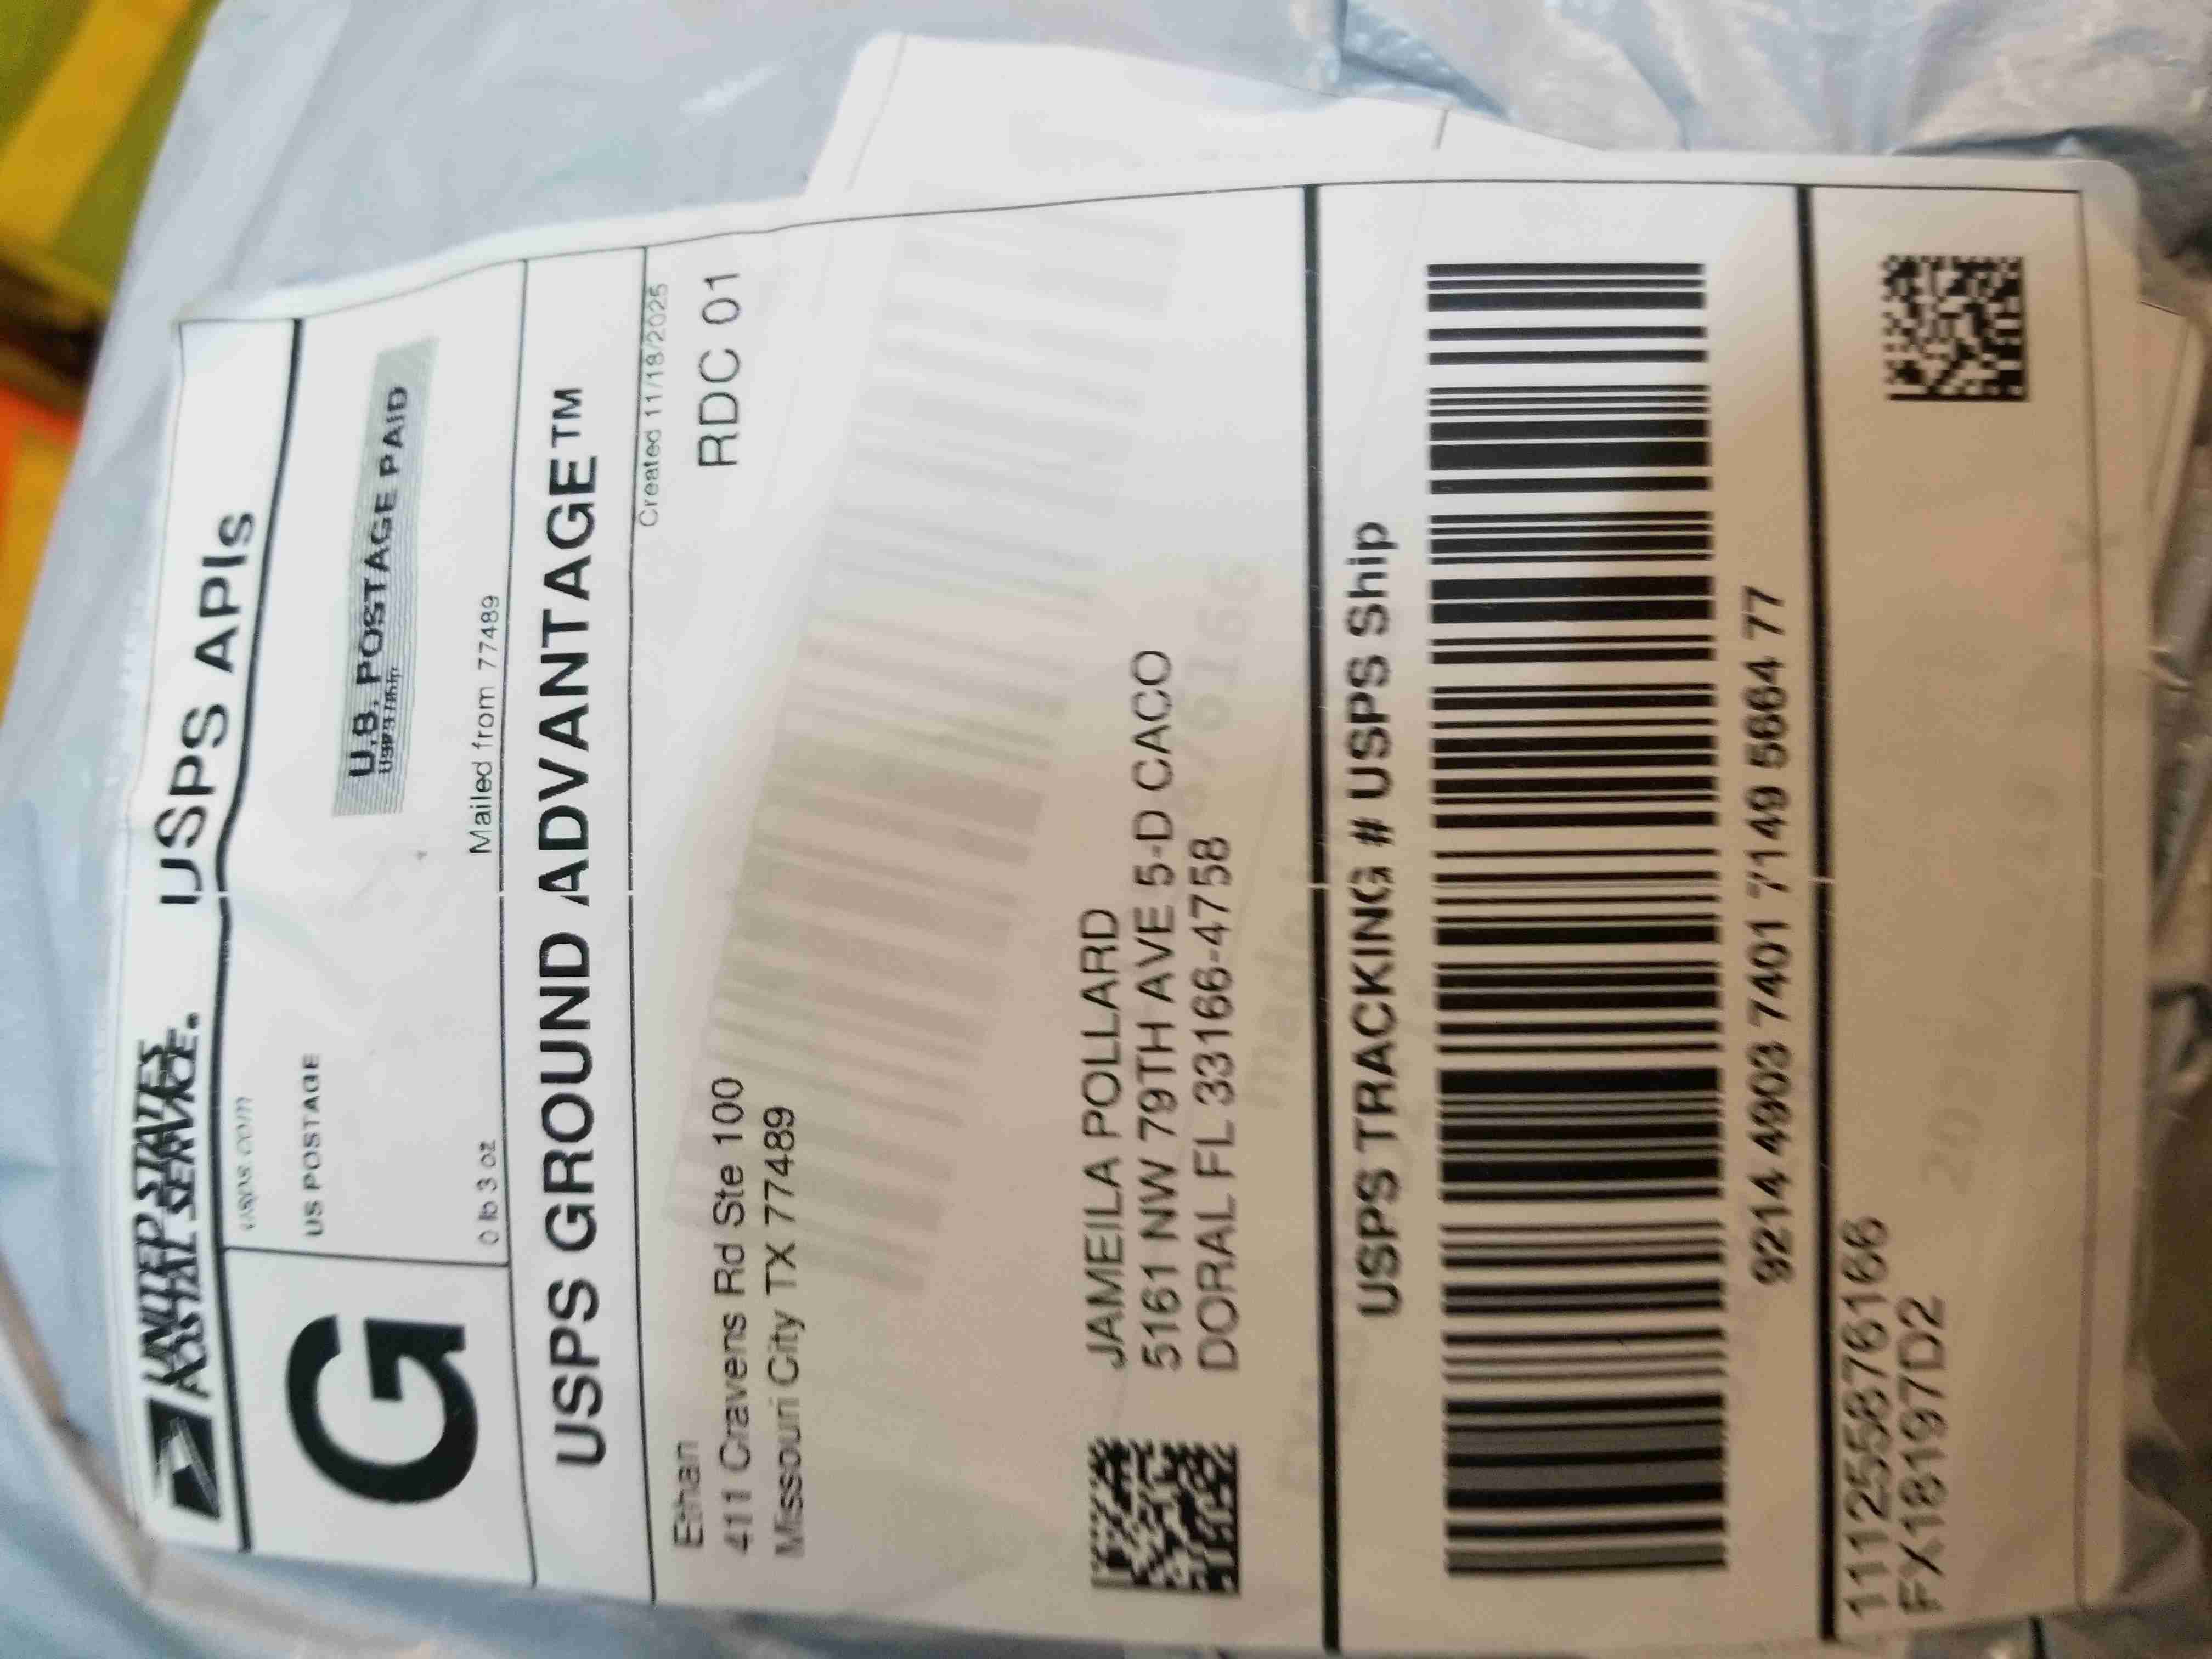 UNITED STATES
POSTAL SERVICE.
USPS APIs
usps.com
US POSTAGE
U.S. POSTAGE PAID
USPS Ship
G
0 lb 3 oz
Mailed from 77489
USPS GROUND ADVANTAGE™
Created 11/18/2025
RDC 01
Ethan
411 Cravens Rd Ste 100
Missouri City TX 77489
JAMEILA POLLARD
5161 NW 79TH AVE 5-D CACO
DORAL FL 33166-4758
USPS TRACKING # USPS Ship
9214 4903 7401 7149 5664 77
1112558876166
FX18197D2